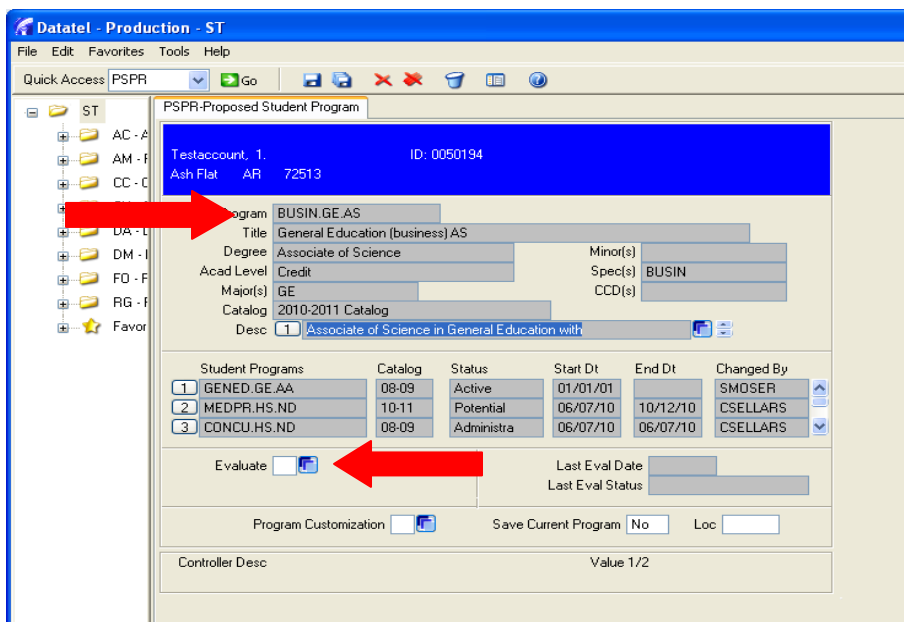 Datatel - Production - ST
File Edit Favorites Tools Help
Quick Access PSPR Go
ST
AC - A
AM - F
CC - C
DA - D
DM - I
FO - F
RG - F
Favor
PSPR-Proposed Student Program
Testaccount, 1. ID: 0050194
Ash Flat AR 72513
ogram BUSIN.GE.AS
Title General Education (business) AS
Degree Associate of Science Minor(s)
Acad Level Credit Spec(s) BUSIN
Major(s) GE CCD(s)
Catalog 2010-2011 Catalog
Desc 1 Associate of Science in General Education with
Student Programs Catalog Status Start Dt End Dt Changed By
1 GENED.GE.AA 08-09 Active 01/01/01 SMOSER
2 MEDPR.HS.ND 10-11 Potential 06/07/10 10/12/10 CSELLARS
3 CONCU.HS.ND 08-09 Administra 06/07/10 06/07/10 CSELLARS
Evaluate Last Eval Date
Last Eval Status
Program Customization Save Current Program No Loc
Controller Desc Value 1/2